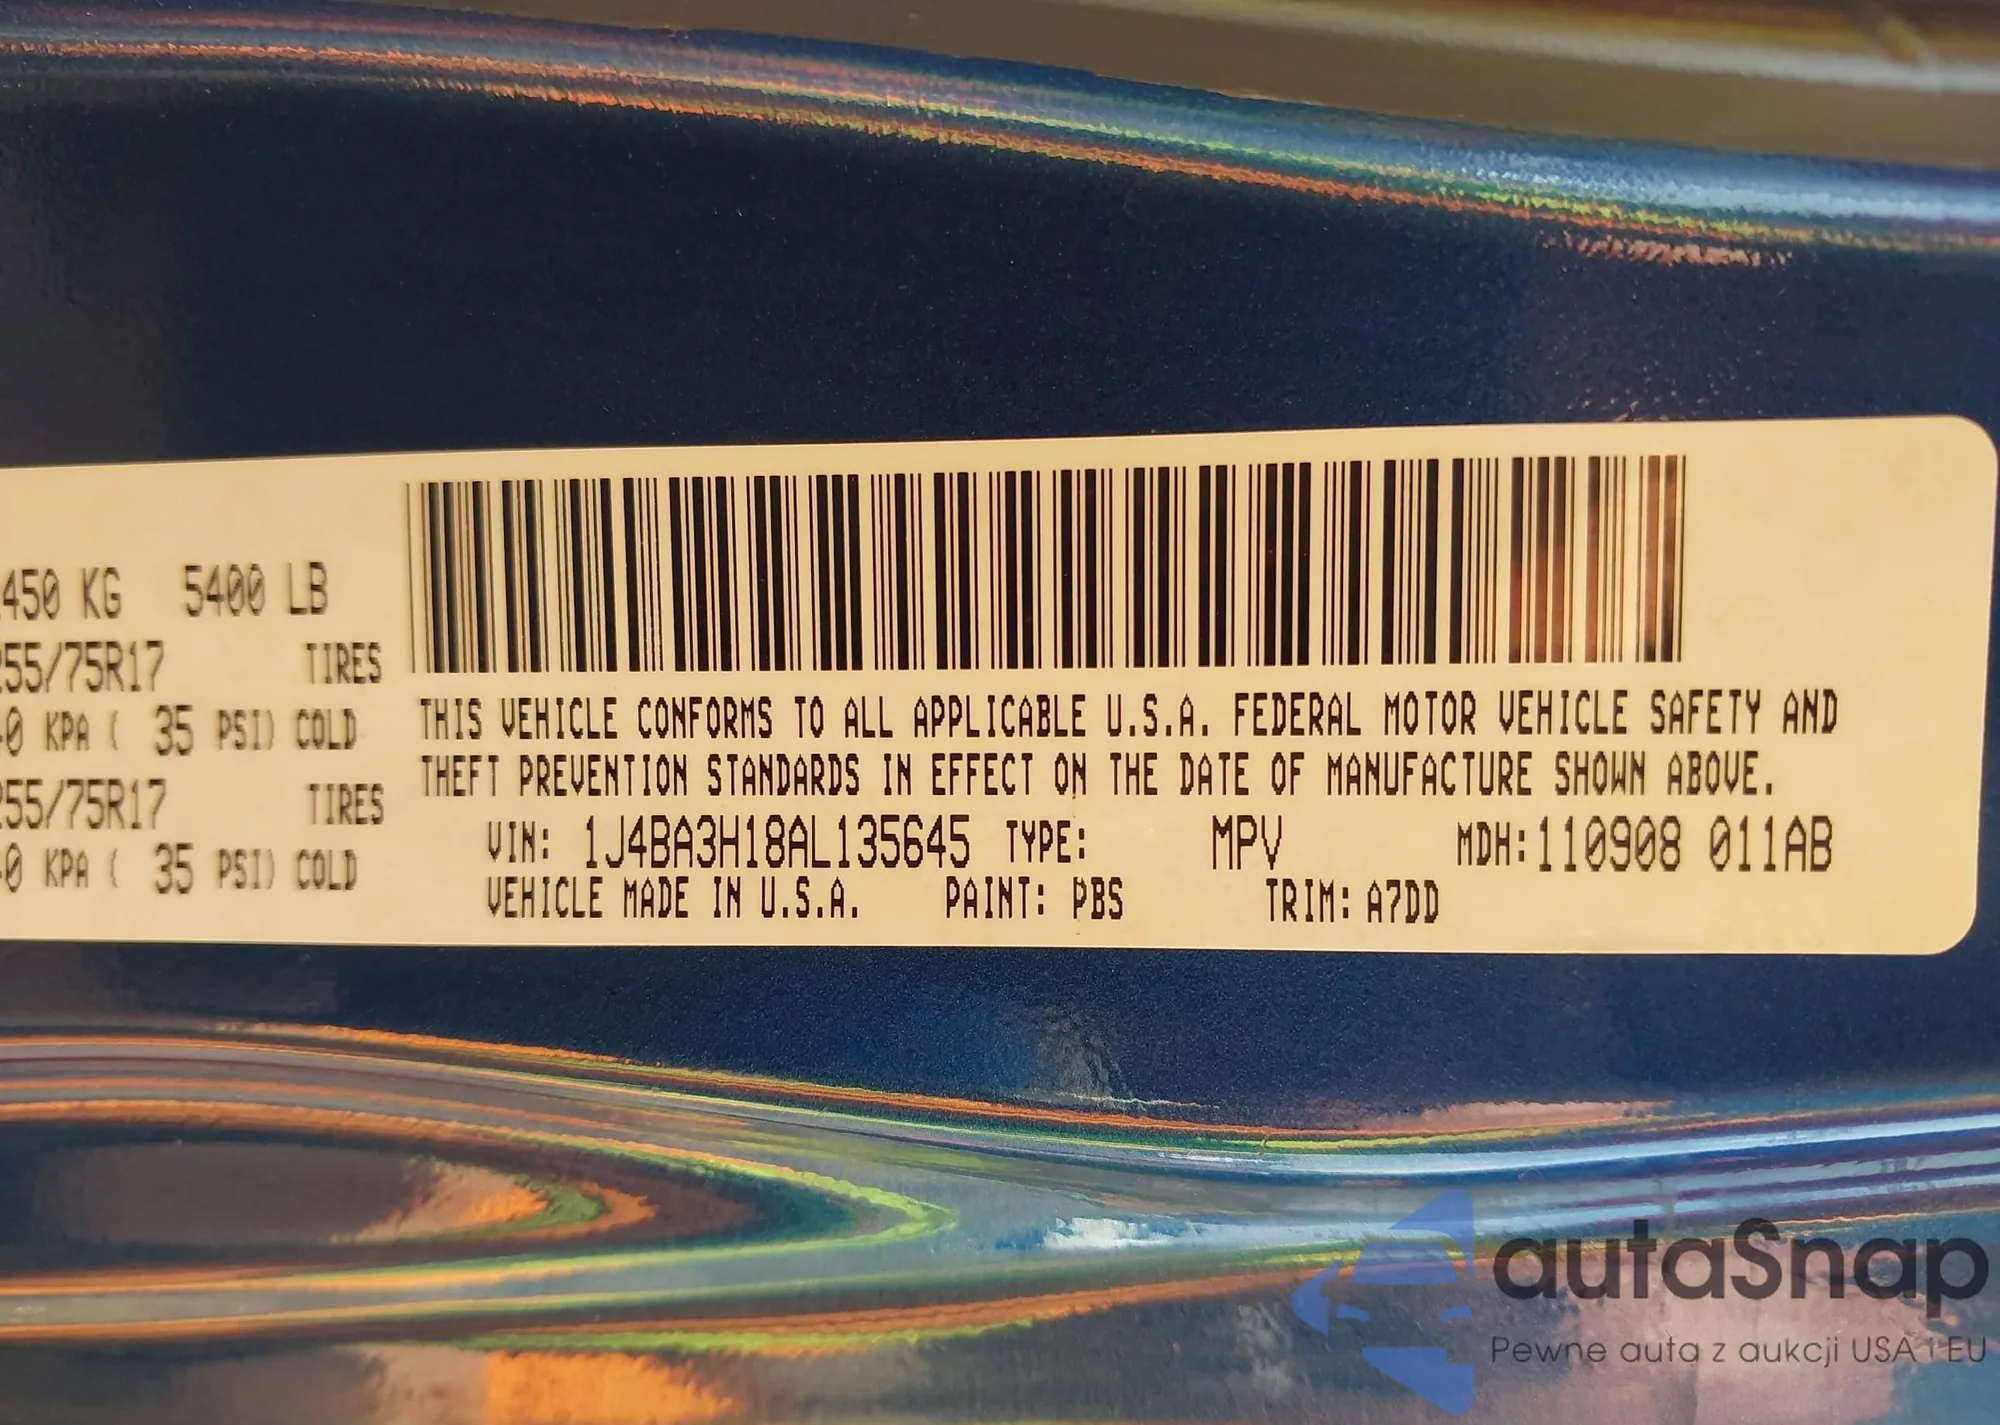 450 KG 5400 LB
255/75R17 TIRES
0 KPA ( 35 PSI) COLD
255/75R17 TIRES
0 KPA ( 35 PSI) COLD
THIS VEHICLE CONFORMS TO ALL APPLICABLE U.S.A. FEDERAL MOTOR VEHICLE SAFETY AND
THEFT PREVENTION STANDARDS IN EFFECT ON THE DATE OF MANUFACTURE SHOWN ABOVE.
VIN: 1J4BA3H18AL135645 TYPE: MPV MDH:110908 011AB
VEHICLE MADE IN U.S.A. PAINT: PBS TRIM: A7DD
autaSnap
Pewne auta z aukcji USA i EU